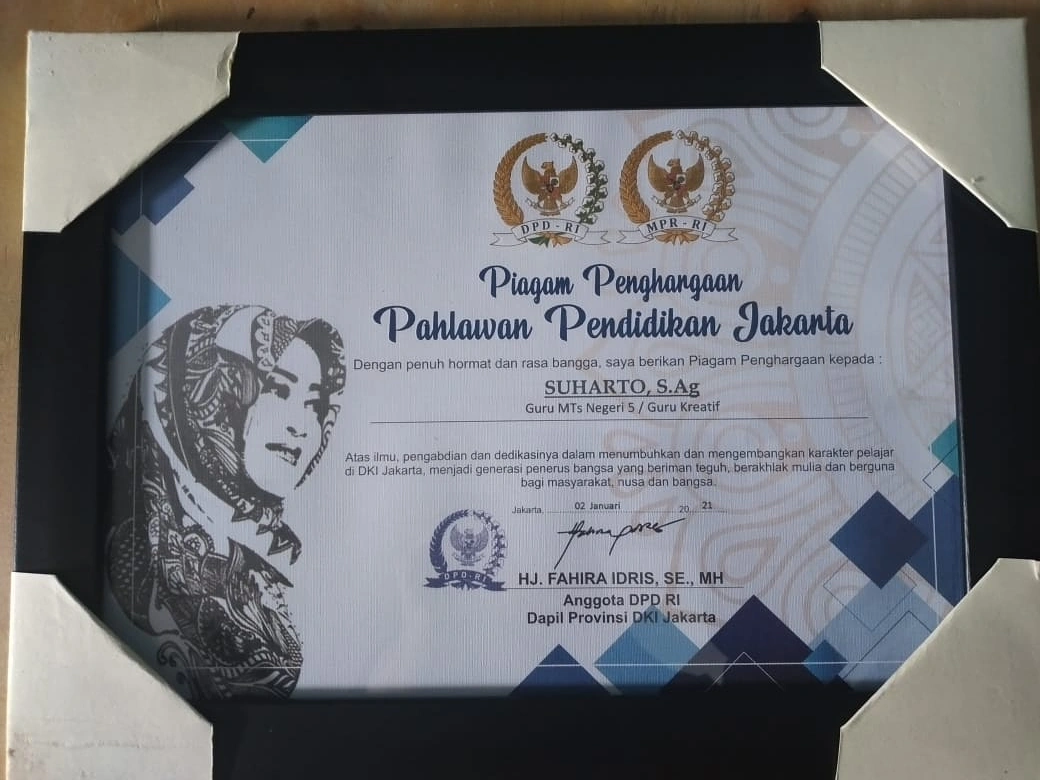 DPD-RI MPR-RI
Piagam Penghargaan
Pahlawan Pendidikan Jakarta
Dengan penuh hormat dan rasa bangga, saya berikan Piagam Penghargaan kepada :
SUHARTO, S.Ag
Guru MTs Negeri 5 / Guru Kreatif
Atas ilmu, pengabdian dan dedikasinya dalam menumbuhkan dan mengembangkan karakter pelajar
di DKI Jakarta, menjadi generasi penerus bangsa yang beriman teguh, berakhlak mulia dan berguna
bagi masyarakat, nusa dan bangsa.
Jakarta, 02 Januari 20 21
DPD-RI
HJ. FAHIRA IDRIS, SE., MH
Anggota DPD RI
Dapil Provinsi DKI Jakarta